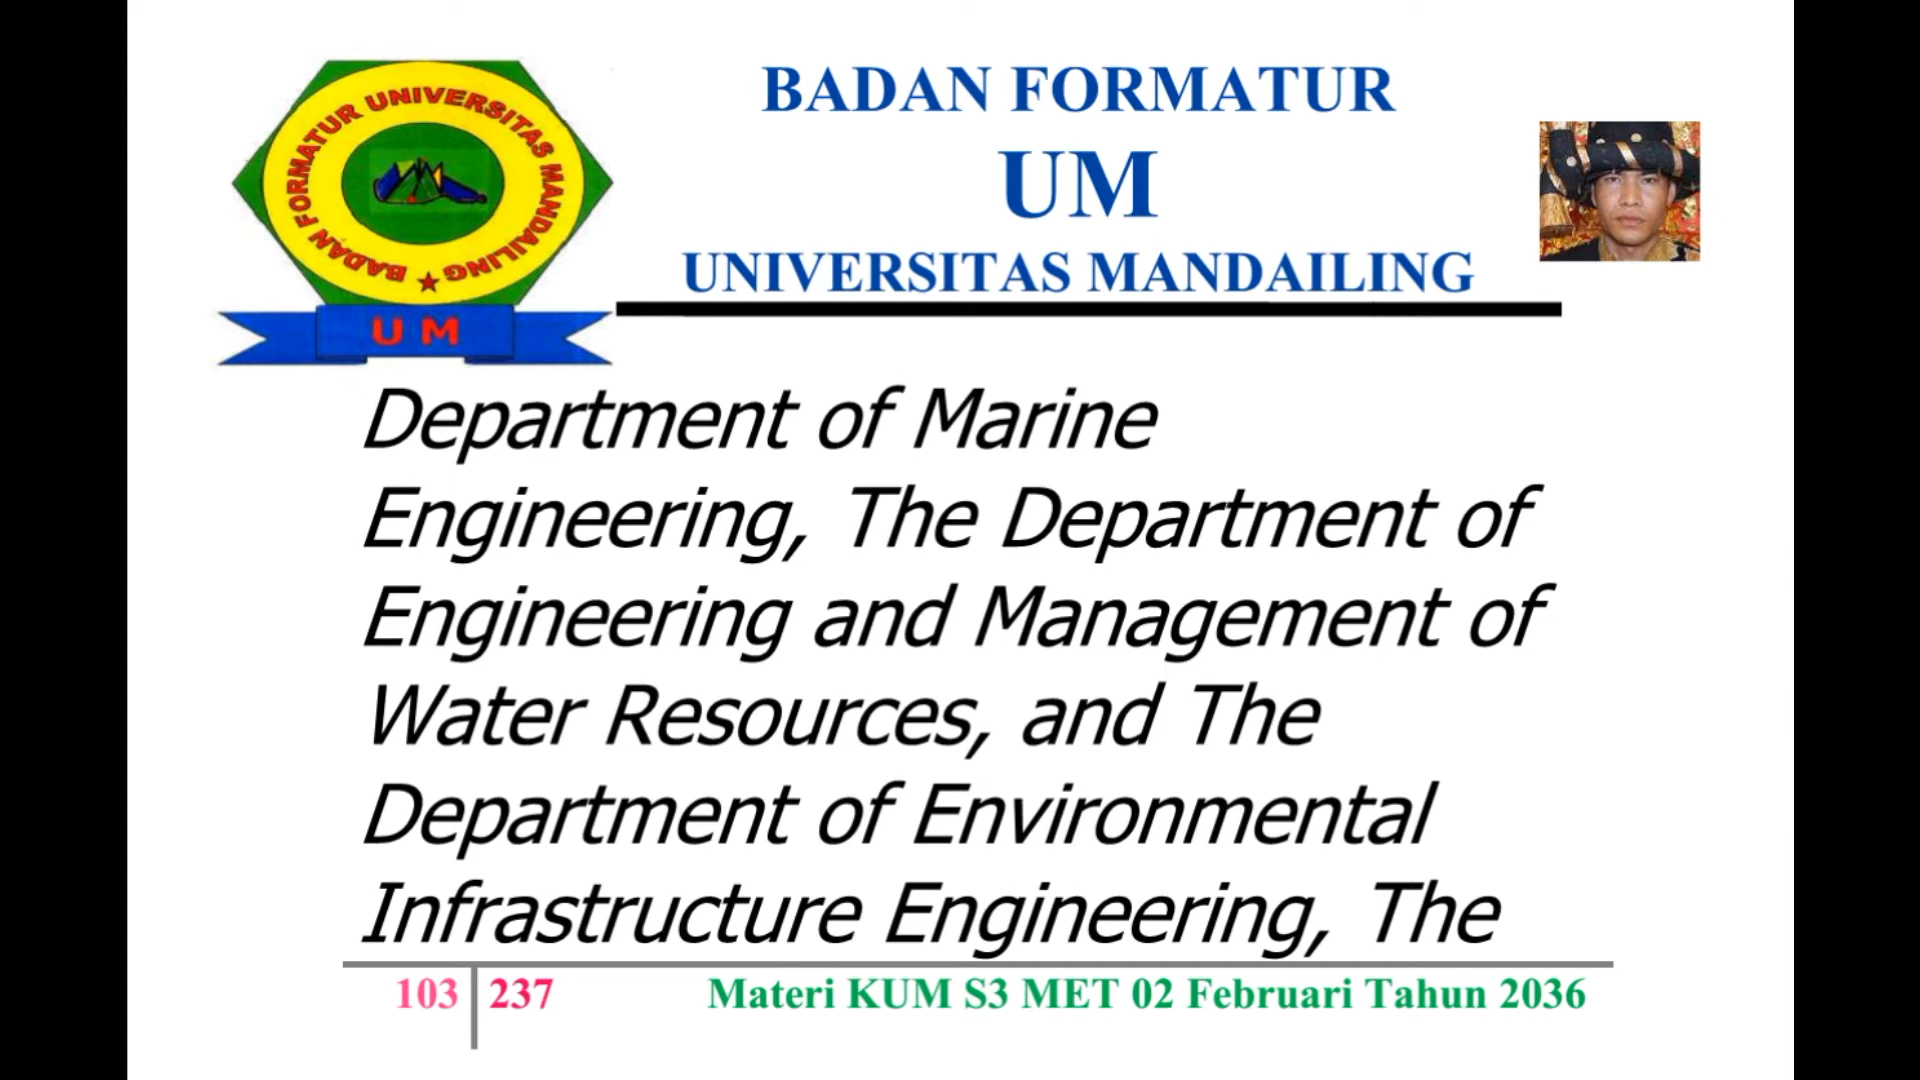 BADAN FORMATUR UNIVERSITAS MANDAILING
U M
BADAN FORMATUR
UM
UNIVERSITAS MANDAILING
Department of Marine
Engineering, The Department of
Engineering and Management of
Water Resources, and The
Department of Environmental
Infrastructure Engineering, The
103 237 Materi KUM S3 MET 02 Februari Tahun 2036